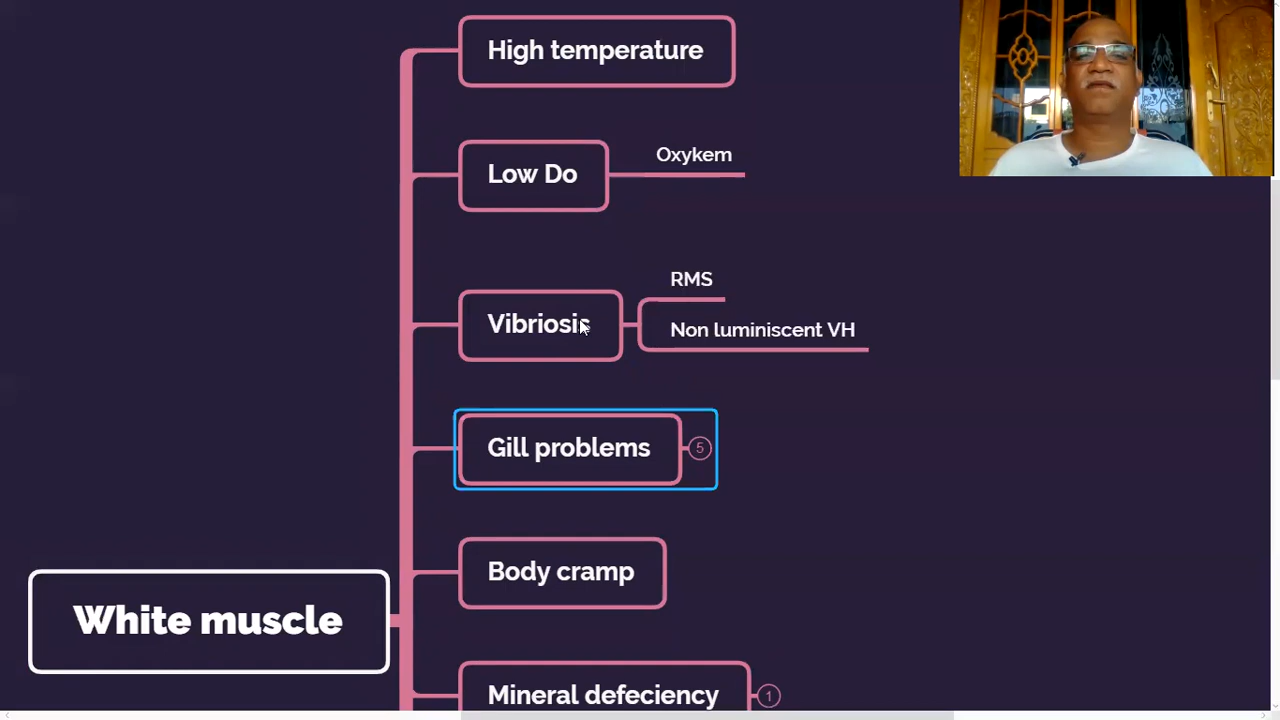 High temperature
Low Do
Oxykem
Vibriosis
RMS
Non luminiscent VH
Gill problems
5
Body cramp
White muscle
Mineral defeciency
1